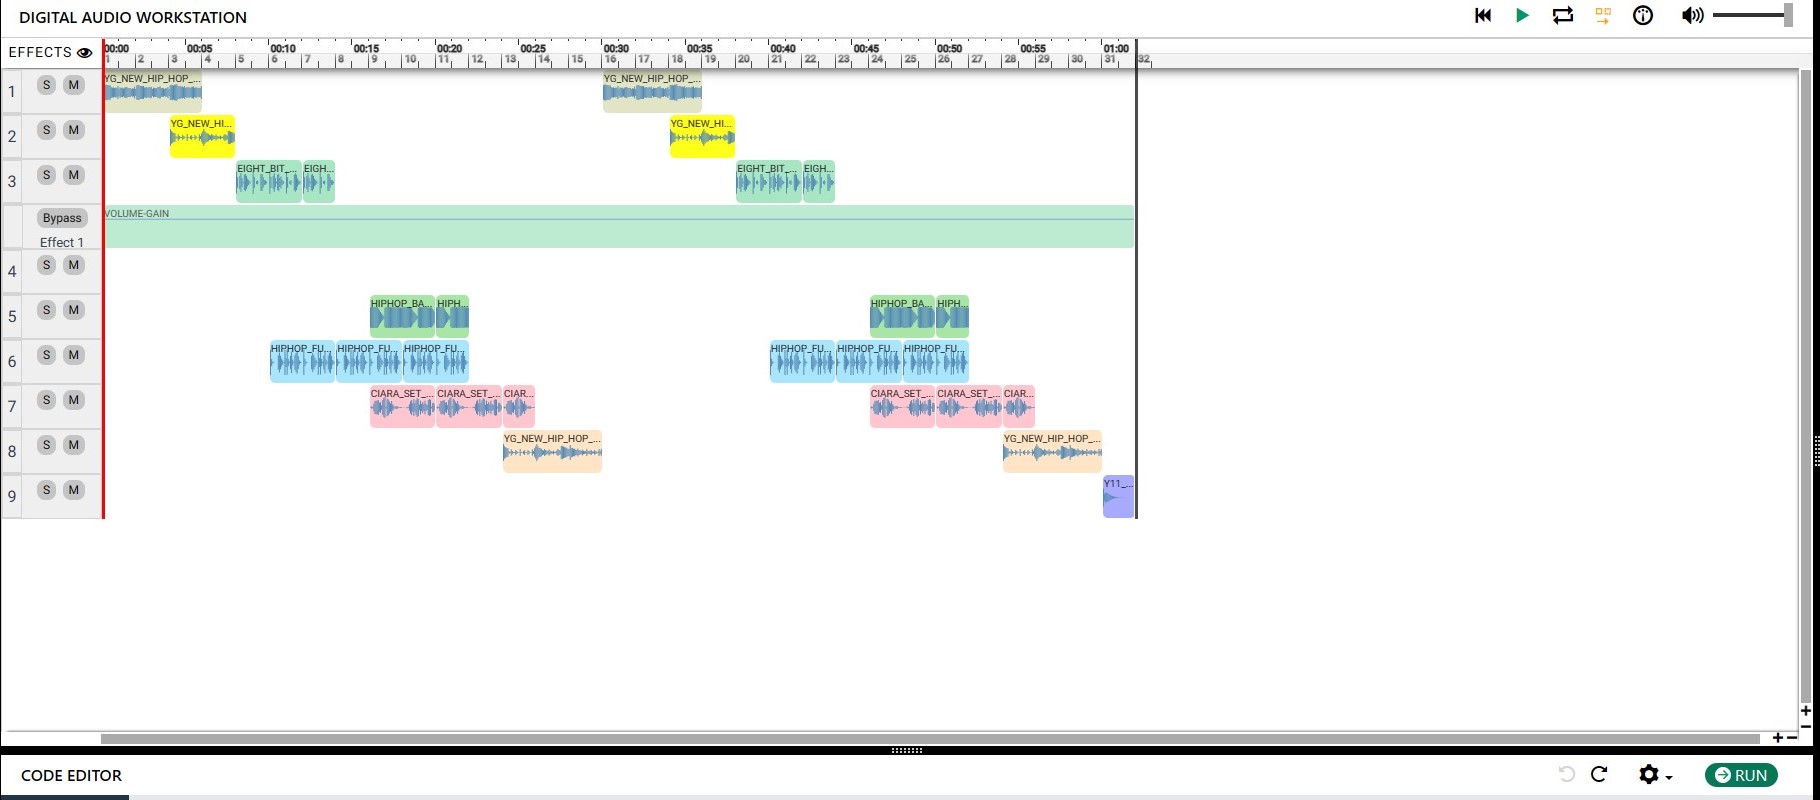 DIGITAL AUDIO WORKSTATION
EFFECTS
00:00 00:05 00:10 00:15 00:20 00:25 00:30 00:35 00:40 00:45 00:50 00:55 01:00
1 2 3 4 5 6 7 8 9 10 11 12 13 14 15 16 17 18 19 20 21 22 23 24 25 26 27 28 29 30 31 32
1 S M YG_NEW_HIP_HOP_... YG_NEW_HIP_HOP_...
2 S M YG_NEW_HI... YG_NEW_HI...
3 S M EIGHT_BIT_... EIGH... EIGHT_BIT_... EIGH...
Bypass VOLUME-GAIN
Effect 1
4 S M
5 S M HIPHOP_BA... HIPH... HIPHOP_BA... HIPH...
6 S M HIPHOP_FU... HIPHOP_FU... HIPHOP_FU... HIPHOP_FU... HIPHOP_FU... HIPHOP_FU...
7 S M CIARA_SET_... CIARA_SET_... CIAR... CIARA_SET_... CIARA_SET_... CIAR...
8 S M YG_NEW_HIP_HOP_... YG_NEW_HIP_HOP_...
9 S M Y11_...
CODE EDITOR RUN